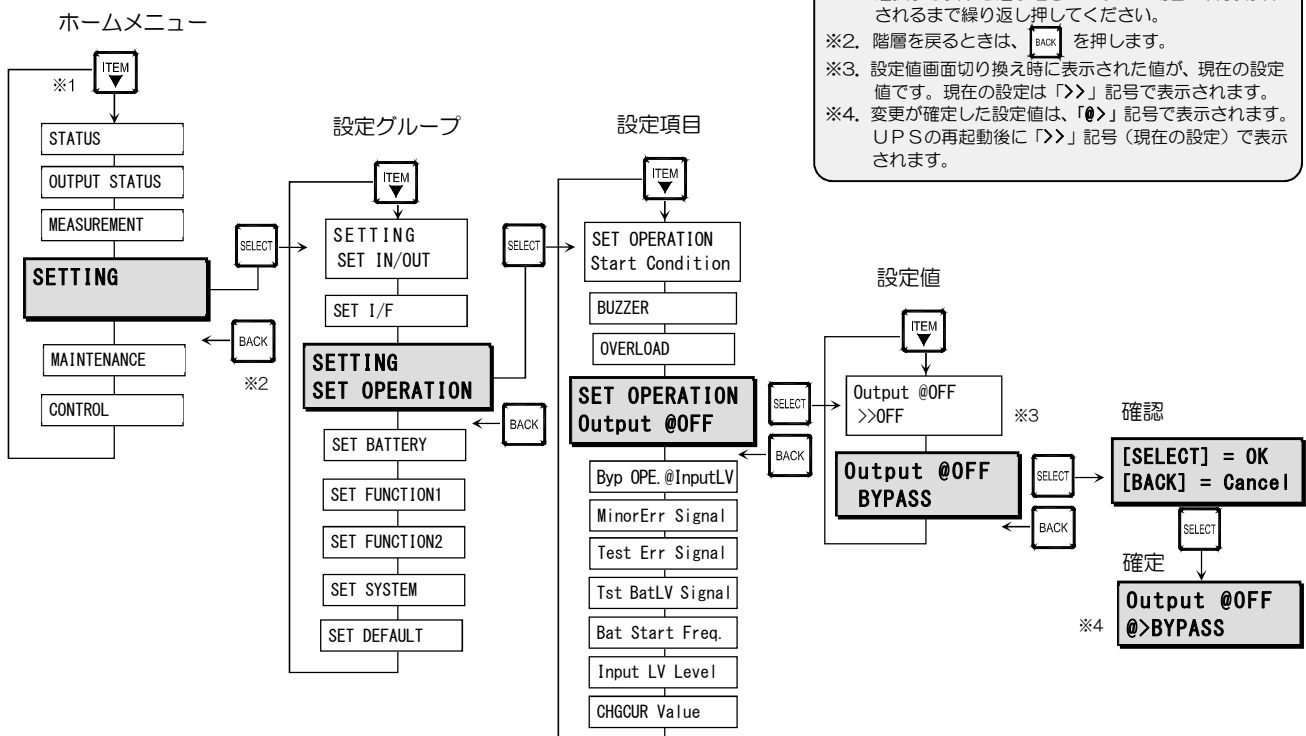 されるまで繰り返し押してください。
※2. 階層を戻るときは、 BACK を押します。
※3. 設定値画面切り換え時に表示された値が、現在の設定
値です。現在の設定は「>>」記号で表示されます。
※4. 変更が確定した設定値は、「@>」記号で表示されます。
UPSの再起動後に「>>」記号(現在の設定)で表示
されます。
ホームメニュー
ITEM
※1
STATUS
OUTPUT STATUS
MEASUREMENT
SETTING
MAINTENANCE
CONTROL
SELECT
BACK
※2
設定グループ
ITEM
SETTING
SET IN/OUT
SET I/F
SETTING
SET OPERATION
SET BATTERY
SET FUNCTION1
SET FUNCTION2
SET SYSTEM
SET DEFAULT
SELECT
BACK
設定項目
ITEM
SET OPERATION
Start Condition
BUZZER
OVERLOAD
SET OPERATION
Output @OFF
Byp OPE.@InputLV
MinorErr Signal
Test Err Signal
Tst BatLV Signal
Bat Start Freq.
Input LV Level
CHGCUR Value
SELECT
BACK
設定値
ITEM
Output @OFF
>>OFF
※3
Output @OFF
BYPASS
SELECT
BACK
確認
[SELECT] = OK
[BACK] = Cancel
SELECT
確定
Output @OFF
@>BYPASS
※4